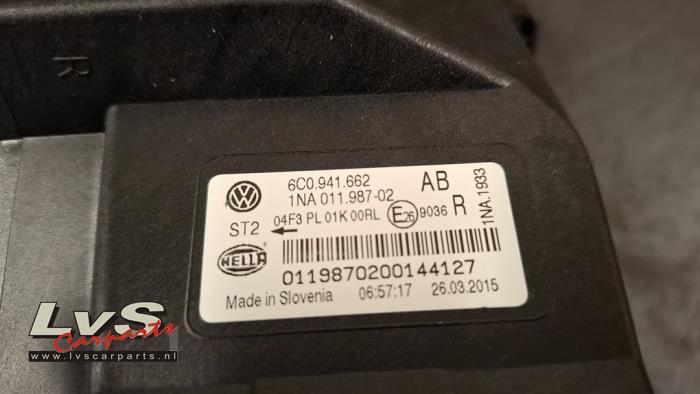 R
6C0.941.662 AB
1NA 011.987-02
ST2 04F3 PL 01K 00RL E26 9036 R
1NA.1933
HELLA
0119870200144127
Made in Slovenia 06:57:17 26.03.2015
LvS
Carparts
www.lvscarparts.nl